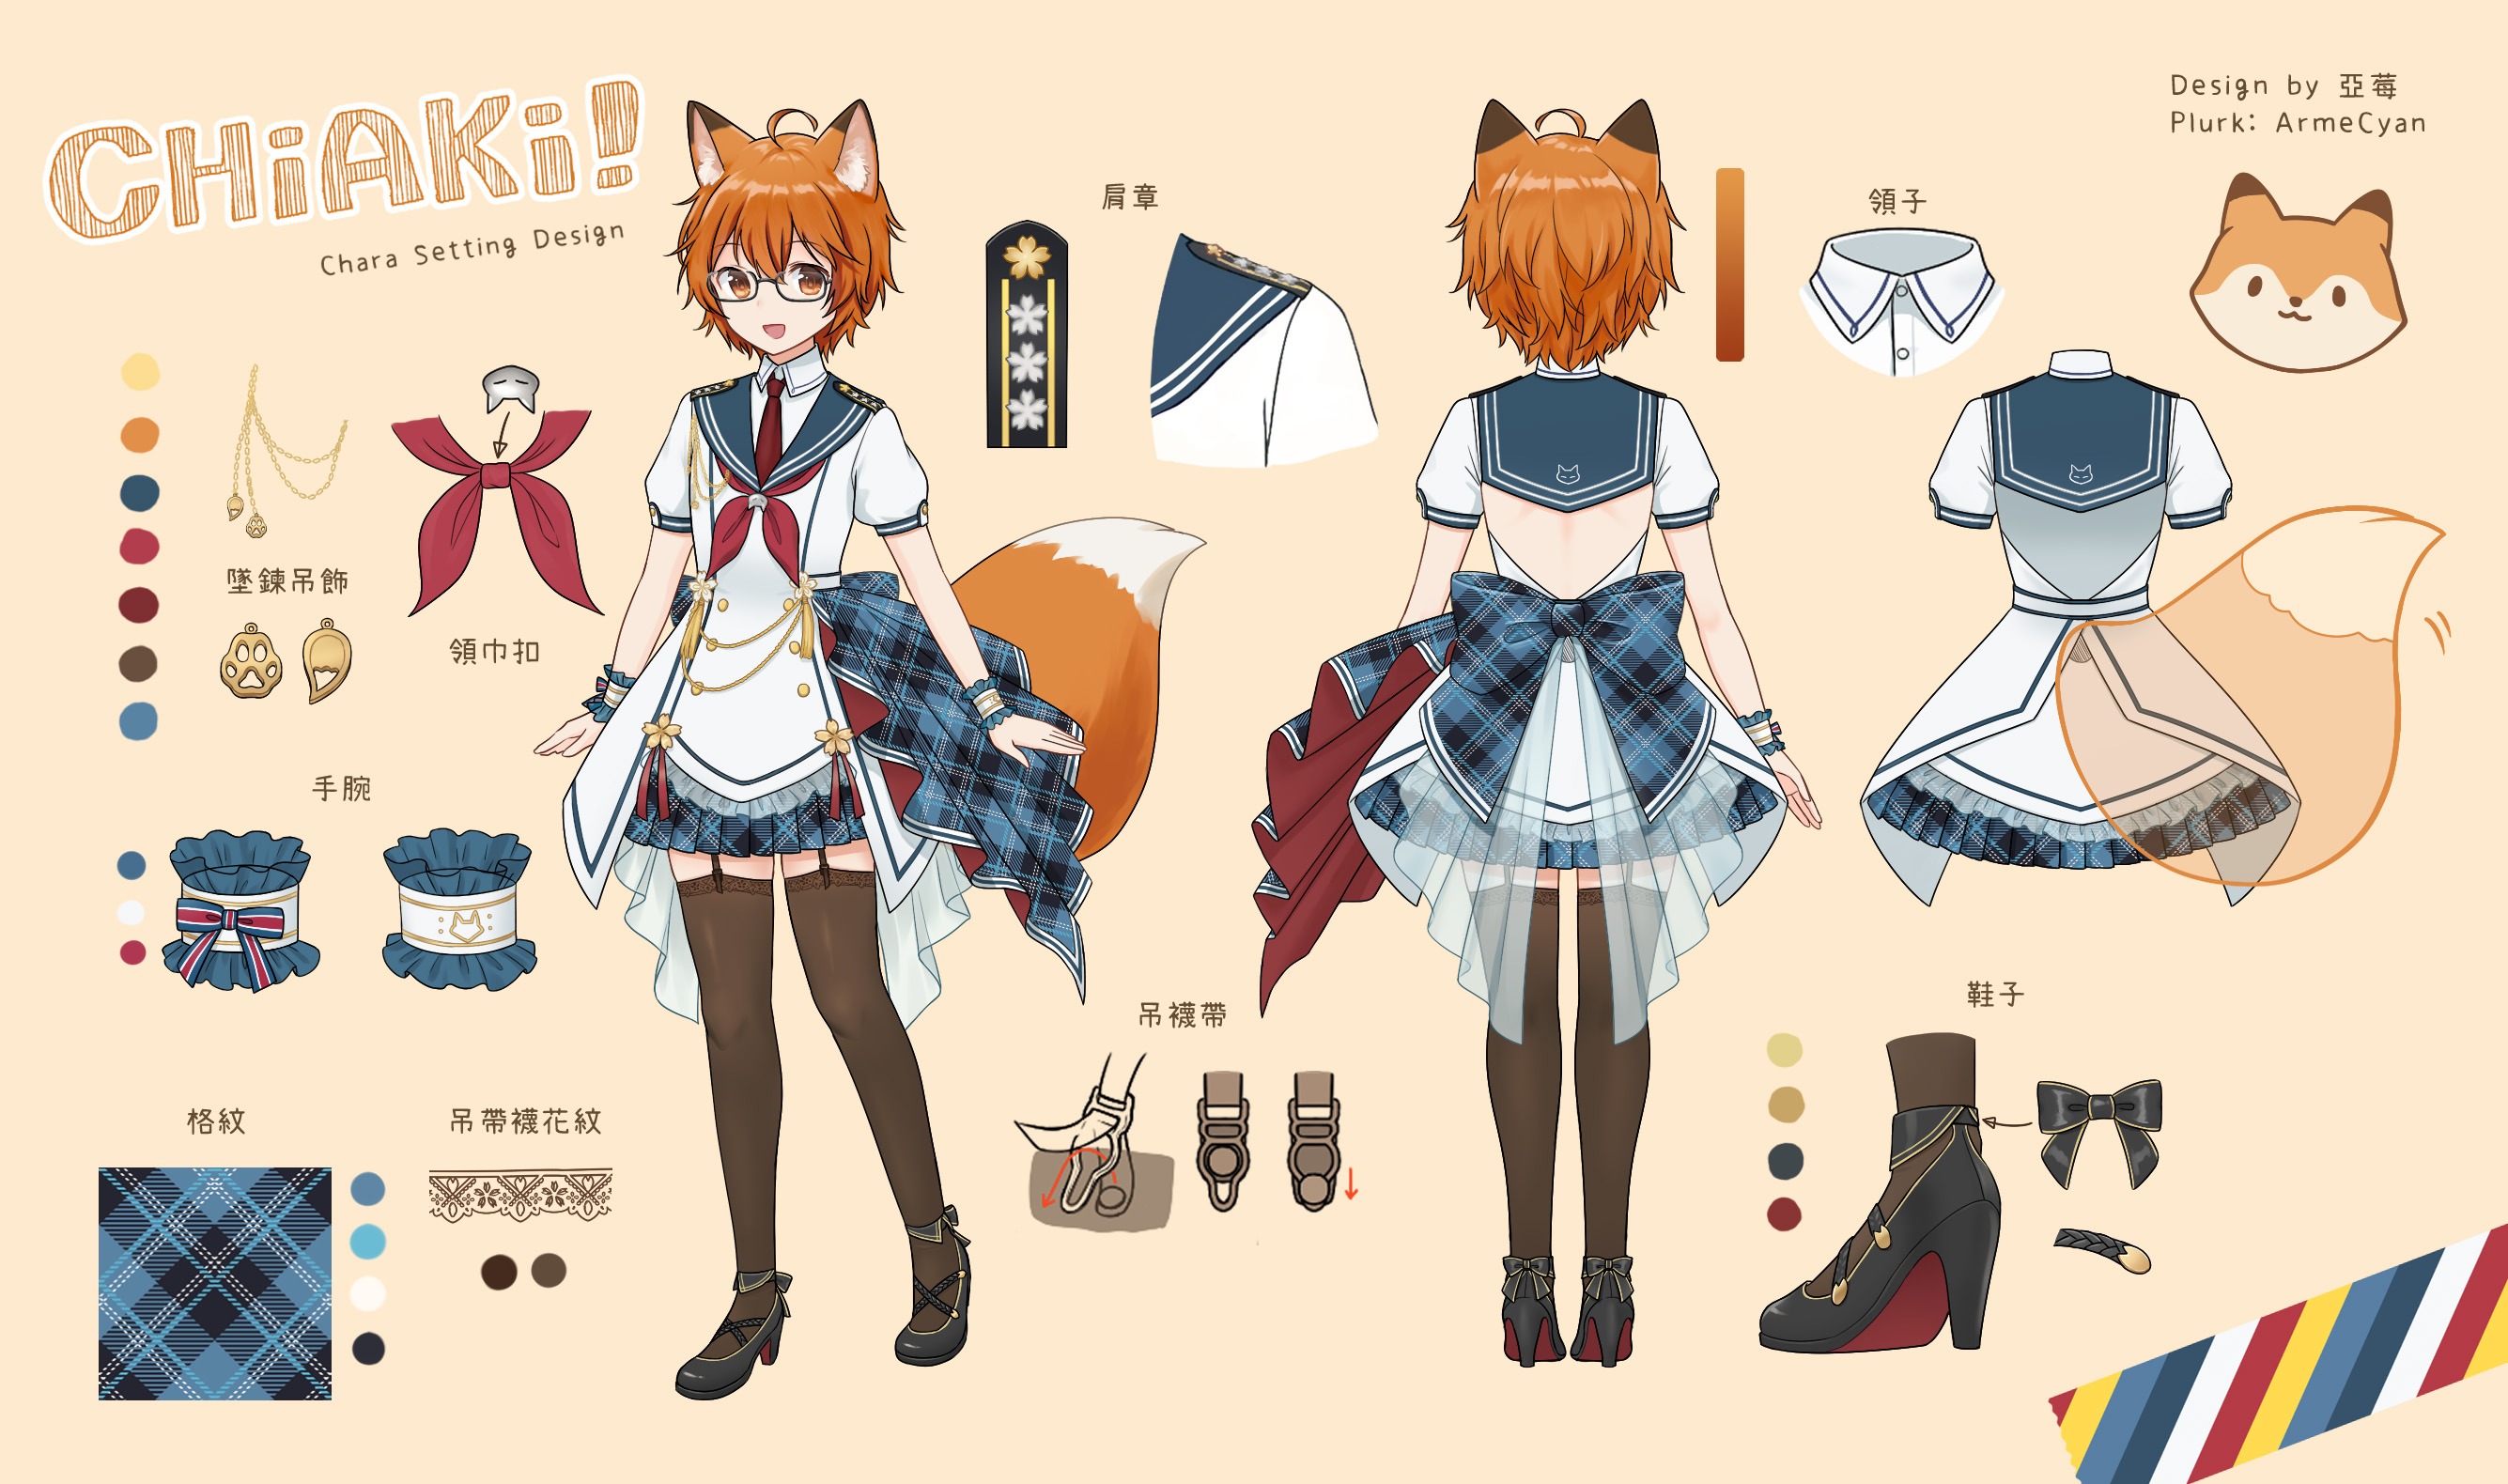 CHiAKi!
Chara Setting Design
Design by 亞莓
Plurk: ArmeCyan
肩章
領子
墜鍊吊飾
領巾扣
手腕
吊襪帶
鞋子
格紋
吊帶襪花紋